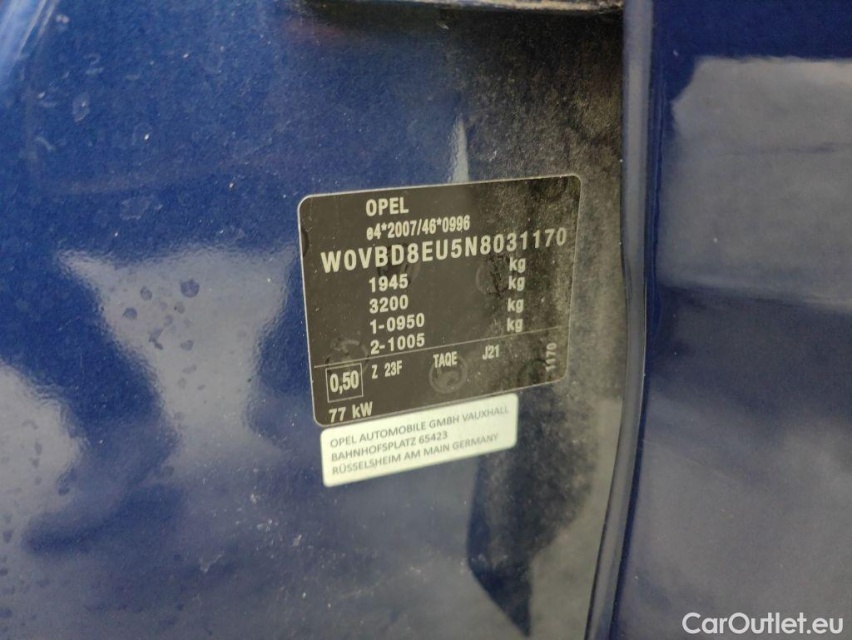 OPEL
e4*2007/46*0996
W0VBD8EU5N8031170
1945 kg
3200 kg
1-0950 kg
2-1005 kg
0,50 Z 23F TAQE J21 1170
77 kW
OPEL AUTOMOBILE GMBH VAUXHALL
BAHNHOFSPLATZ 65423
RÜSSELSHEIM AM MAIN GERMANY
CarOutlet.eu